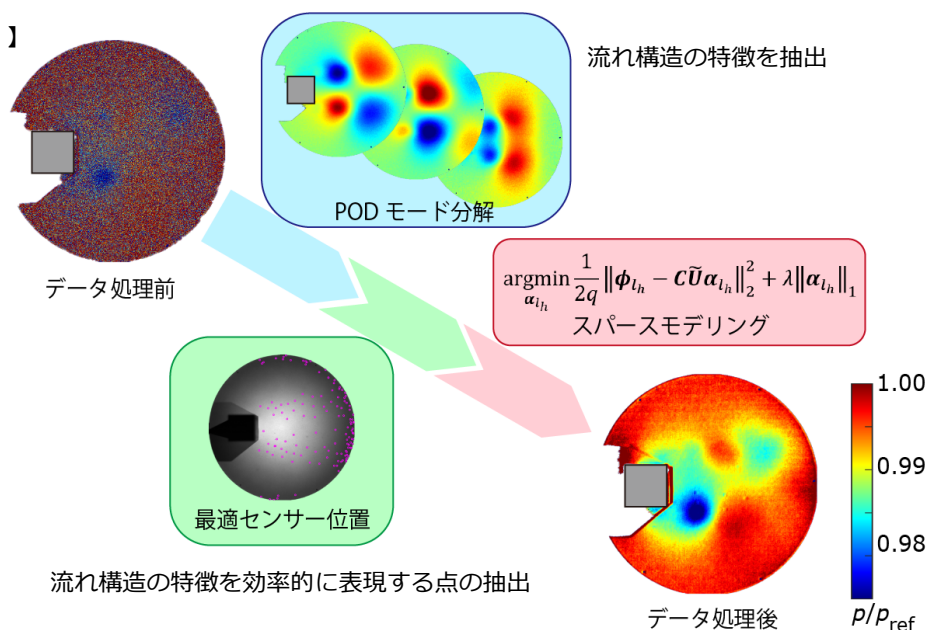 】
流れ構造の特徴を抽出
POD モード分解
データ処理前
argmin 1/2q ‖ϕ_{l_h} − CŨα_{l_h}‖₂² + λ‖α_{l_h}‖₁
α_{l_h}
スパースモデリング
最適センサー位置
流れ構造の特徴を効率的に表現する点の抽出
1.00
0.99
0.98
p/p_ref
データ処理後